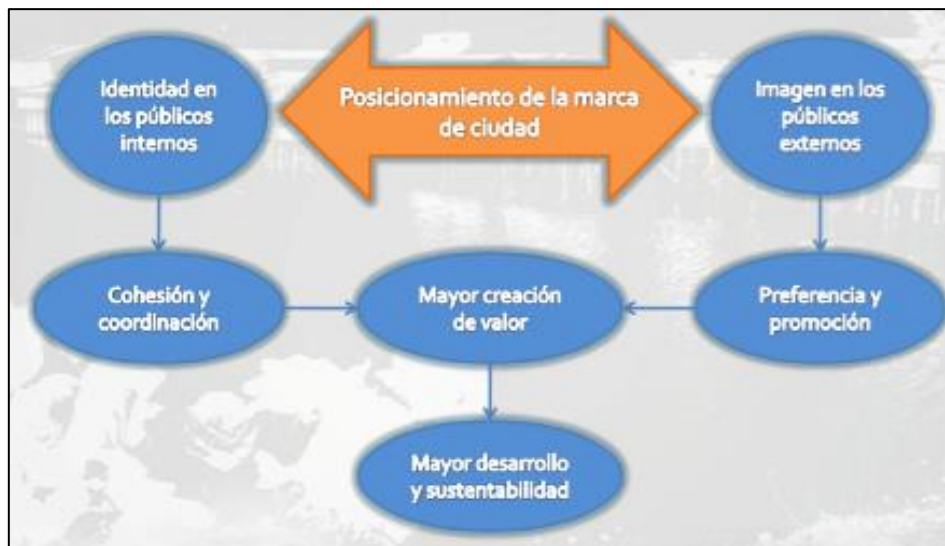 Identidad en
los públicos
internos
Posicionamiento de la marca
de ciudad
Imagen en los
públicos
externos
Cohesión y
coordinación
Mayor creación
de valor
Preferencia y
promoción
Mayor desarrollo
y sustentabilidad